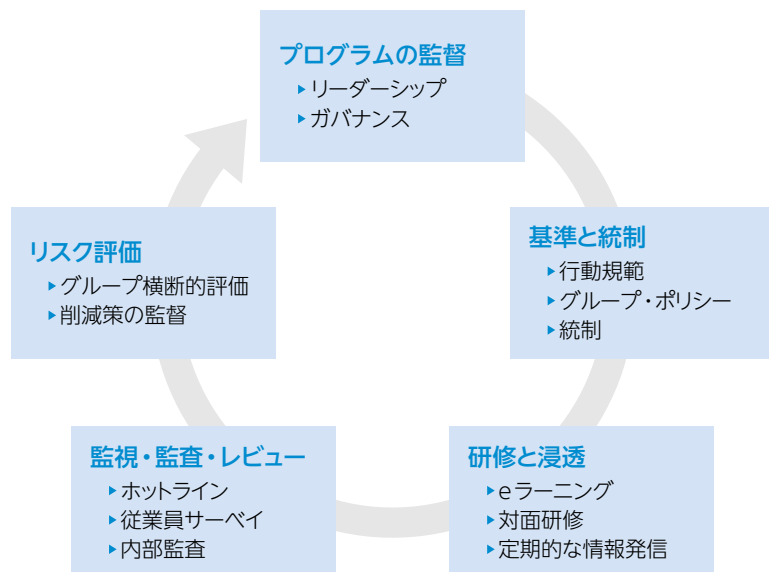 プログラムの監督
▸リーダーシップ
▸ガバナンス
基準と統制
▸行動規範
▸グループ・ポリシー
▸統制
研修と浸透
▸eラーニング
▸対面研修
▸定期的な情報発信
監視・監査・レビュー
▸ホットライン
▸従業員サーベイ
▸内部監査
リスク評価
▸グループ横断的評価
▸削減策の監督